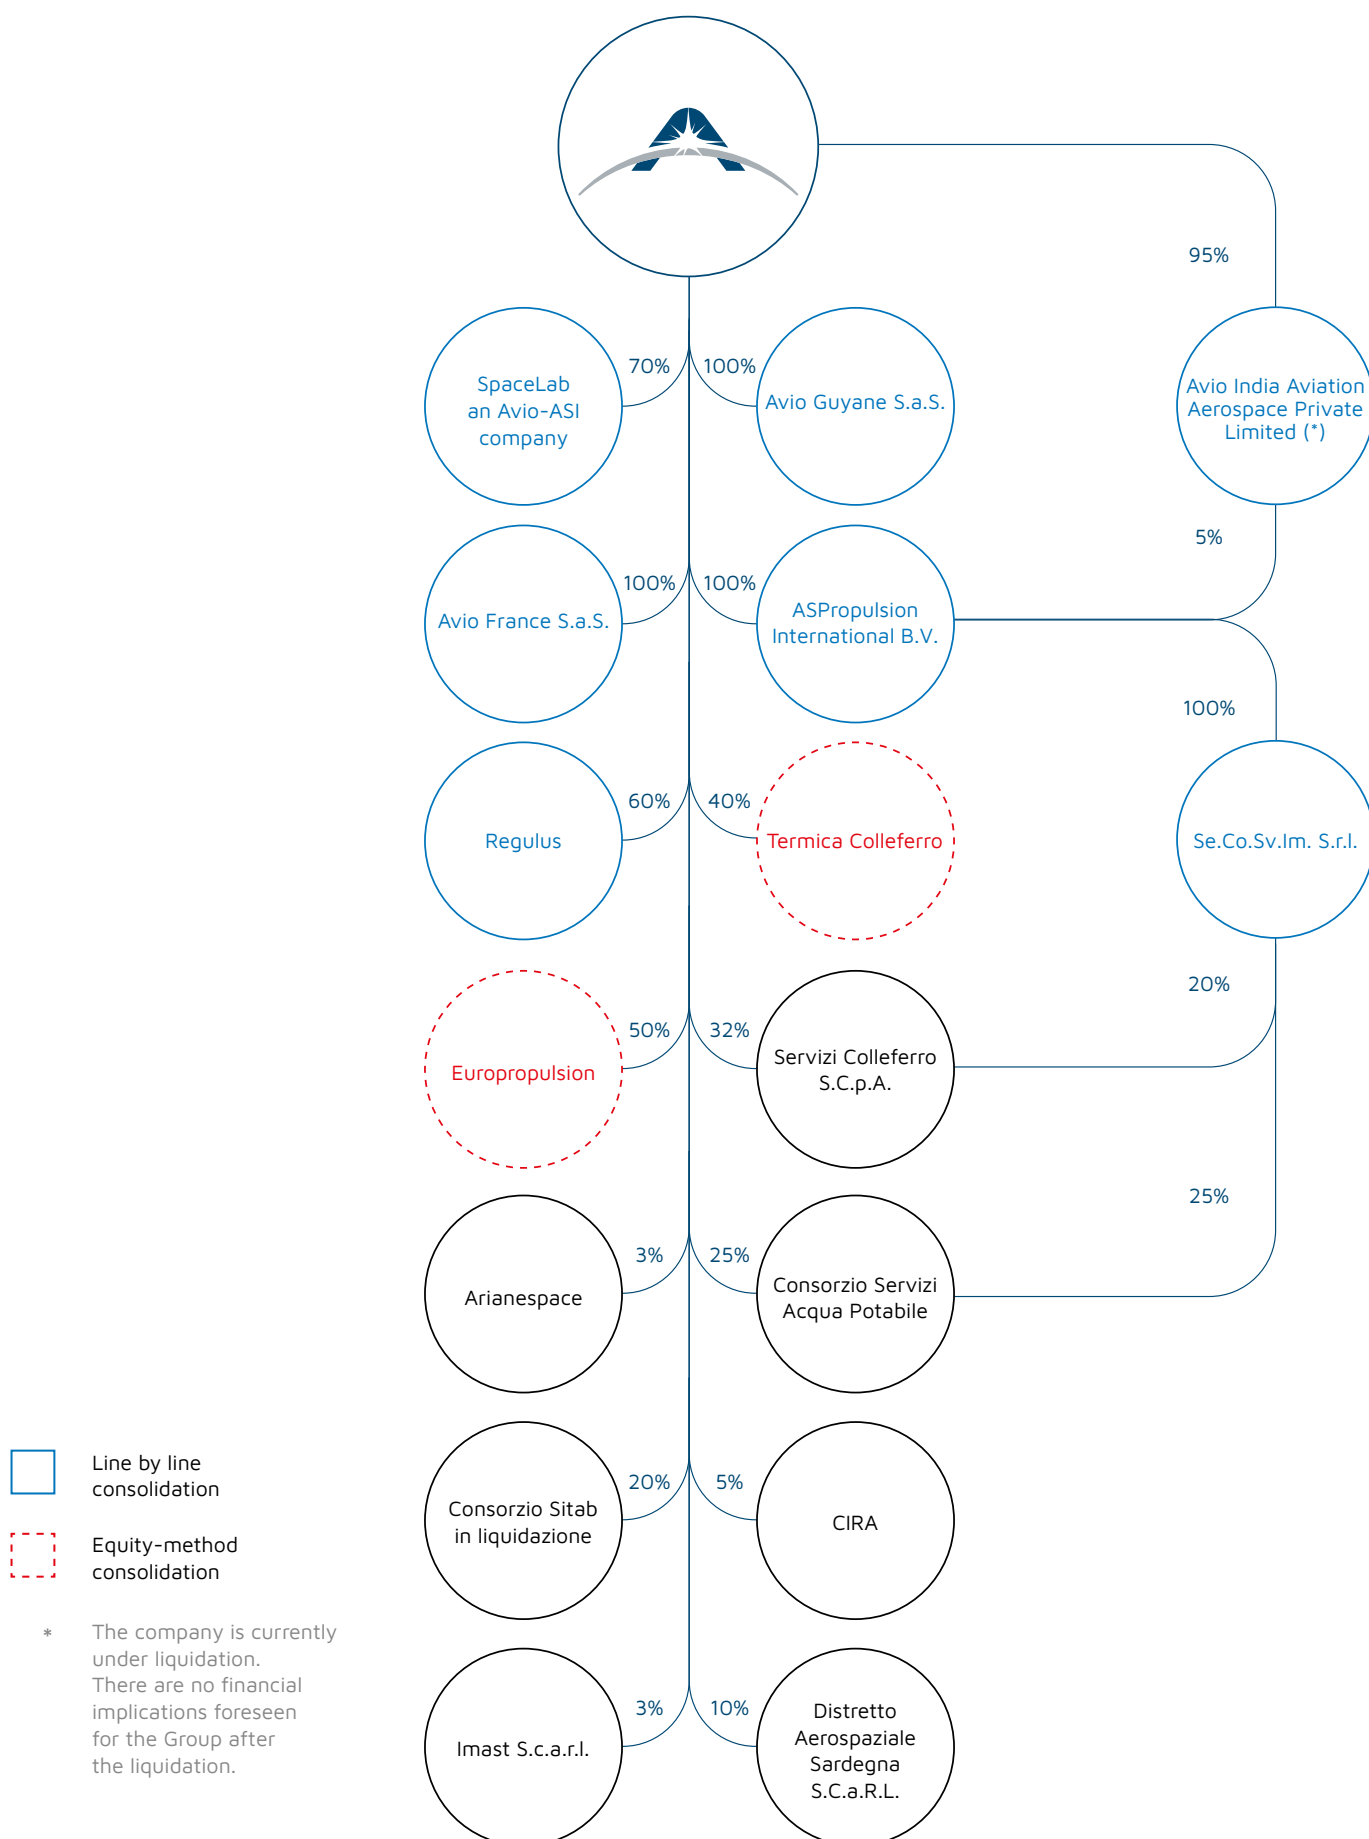 95%
SpaceLab
an Avio-ASI
company
70%
100%
Avio Guyane S.a.S.
Avio India Aviation
Aerospace Private
Limited (*)
5%
Avio France S.a.S.
100%
100%
ASPropulsion
International B.V.
100%
Regulus
60%
40%
Termica Colleferro
Se.Co.Sv.Im. S.r.l.
20%
Europropulsion
50%
32%
Servizi Colleferro
S.C.p.A.
25%
Arianespace
3%
25%
Consorzio Servizi
Acqua Potabile
Consorzio Sitab
in liquidazione
20%
5%
CIRA
Imast S.c.a.r.l.
3%
10%
Distretto
Aerospaziale
Sardegna
S.C.a.R.L.
Line by line
consolidation
Equity-method
consolidation
* The company is currently
under liquidation.
There are no financial
implications foreseen
for the Group after
the liquidation.